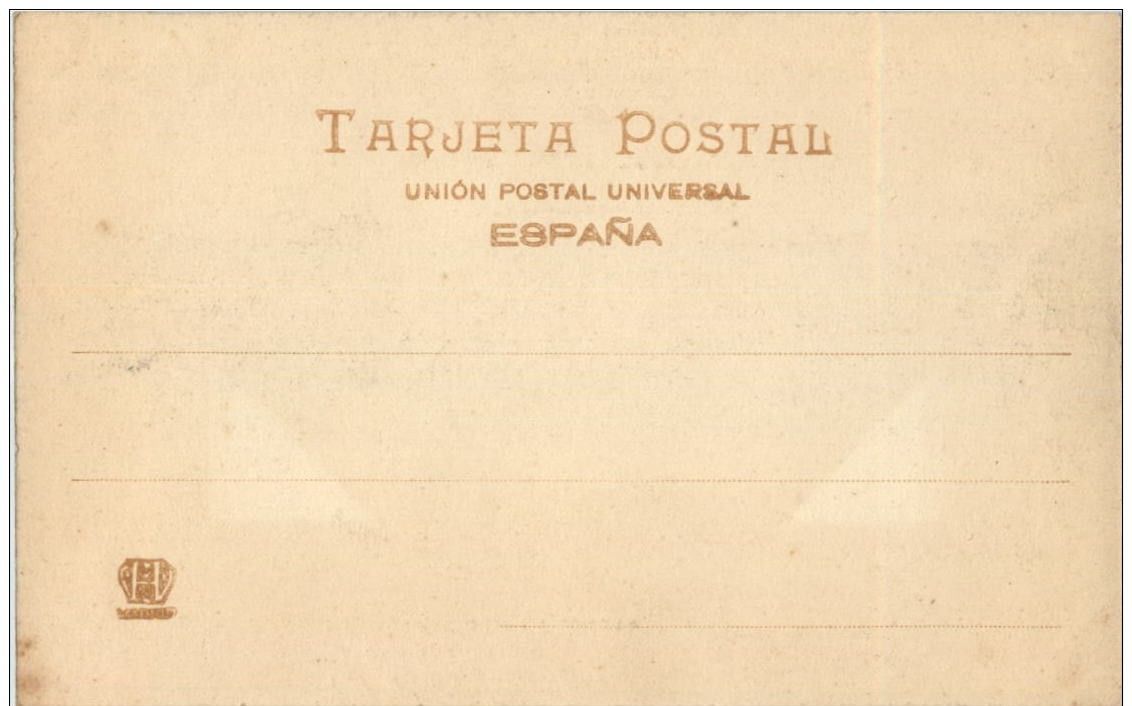 TARJETA POSTAL
UNIÓN POSTAL UNIVERSAL
ESPAÑA
H